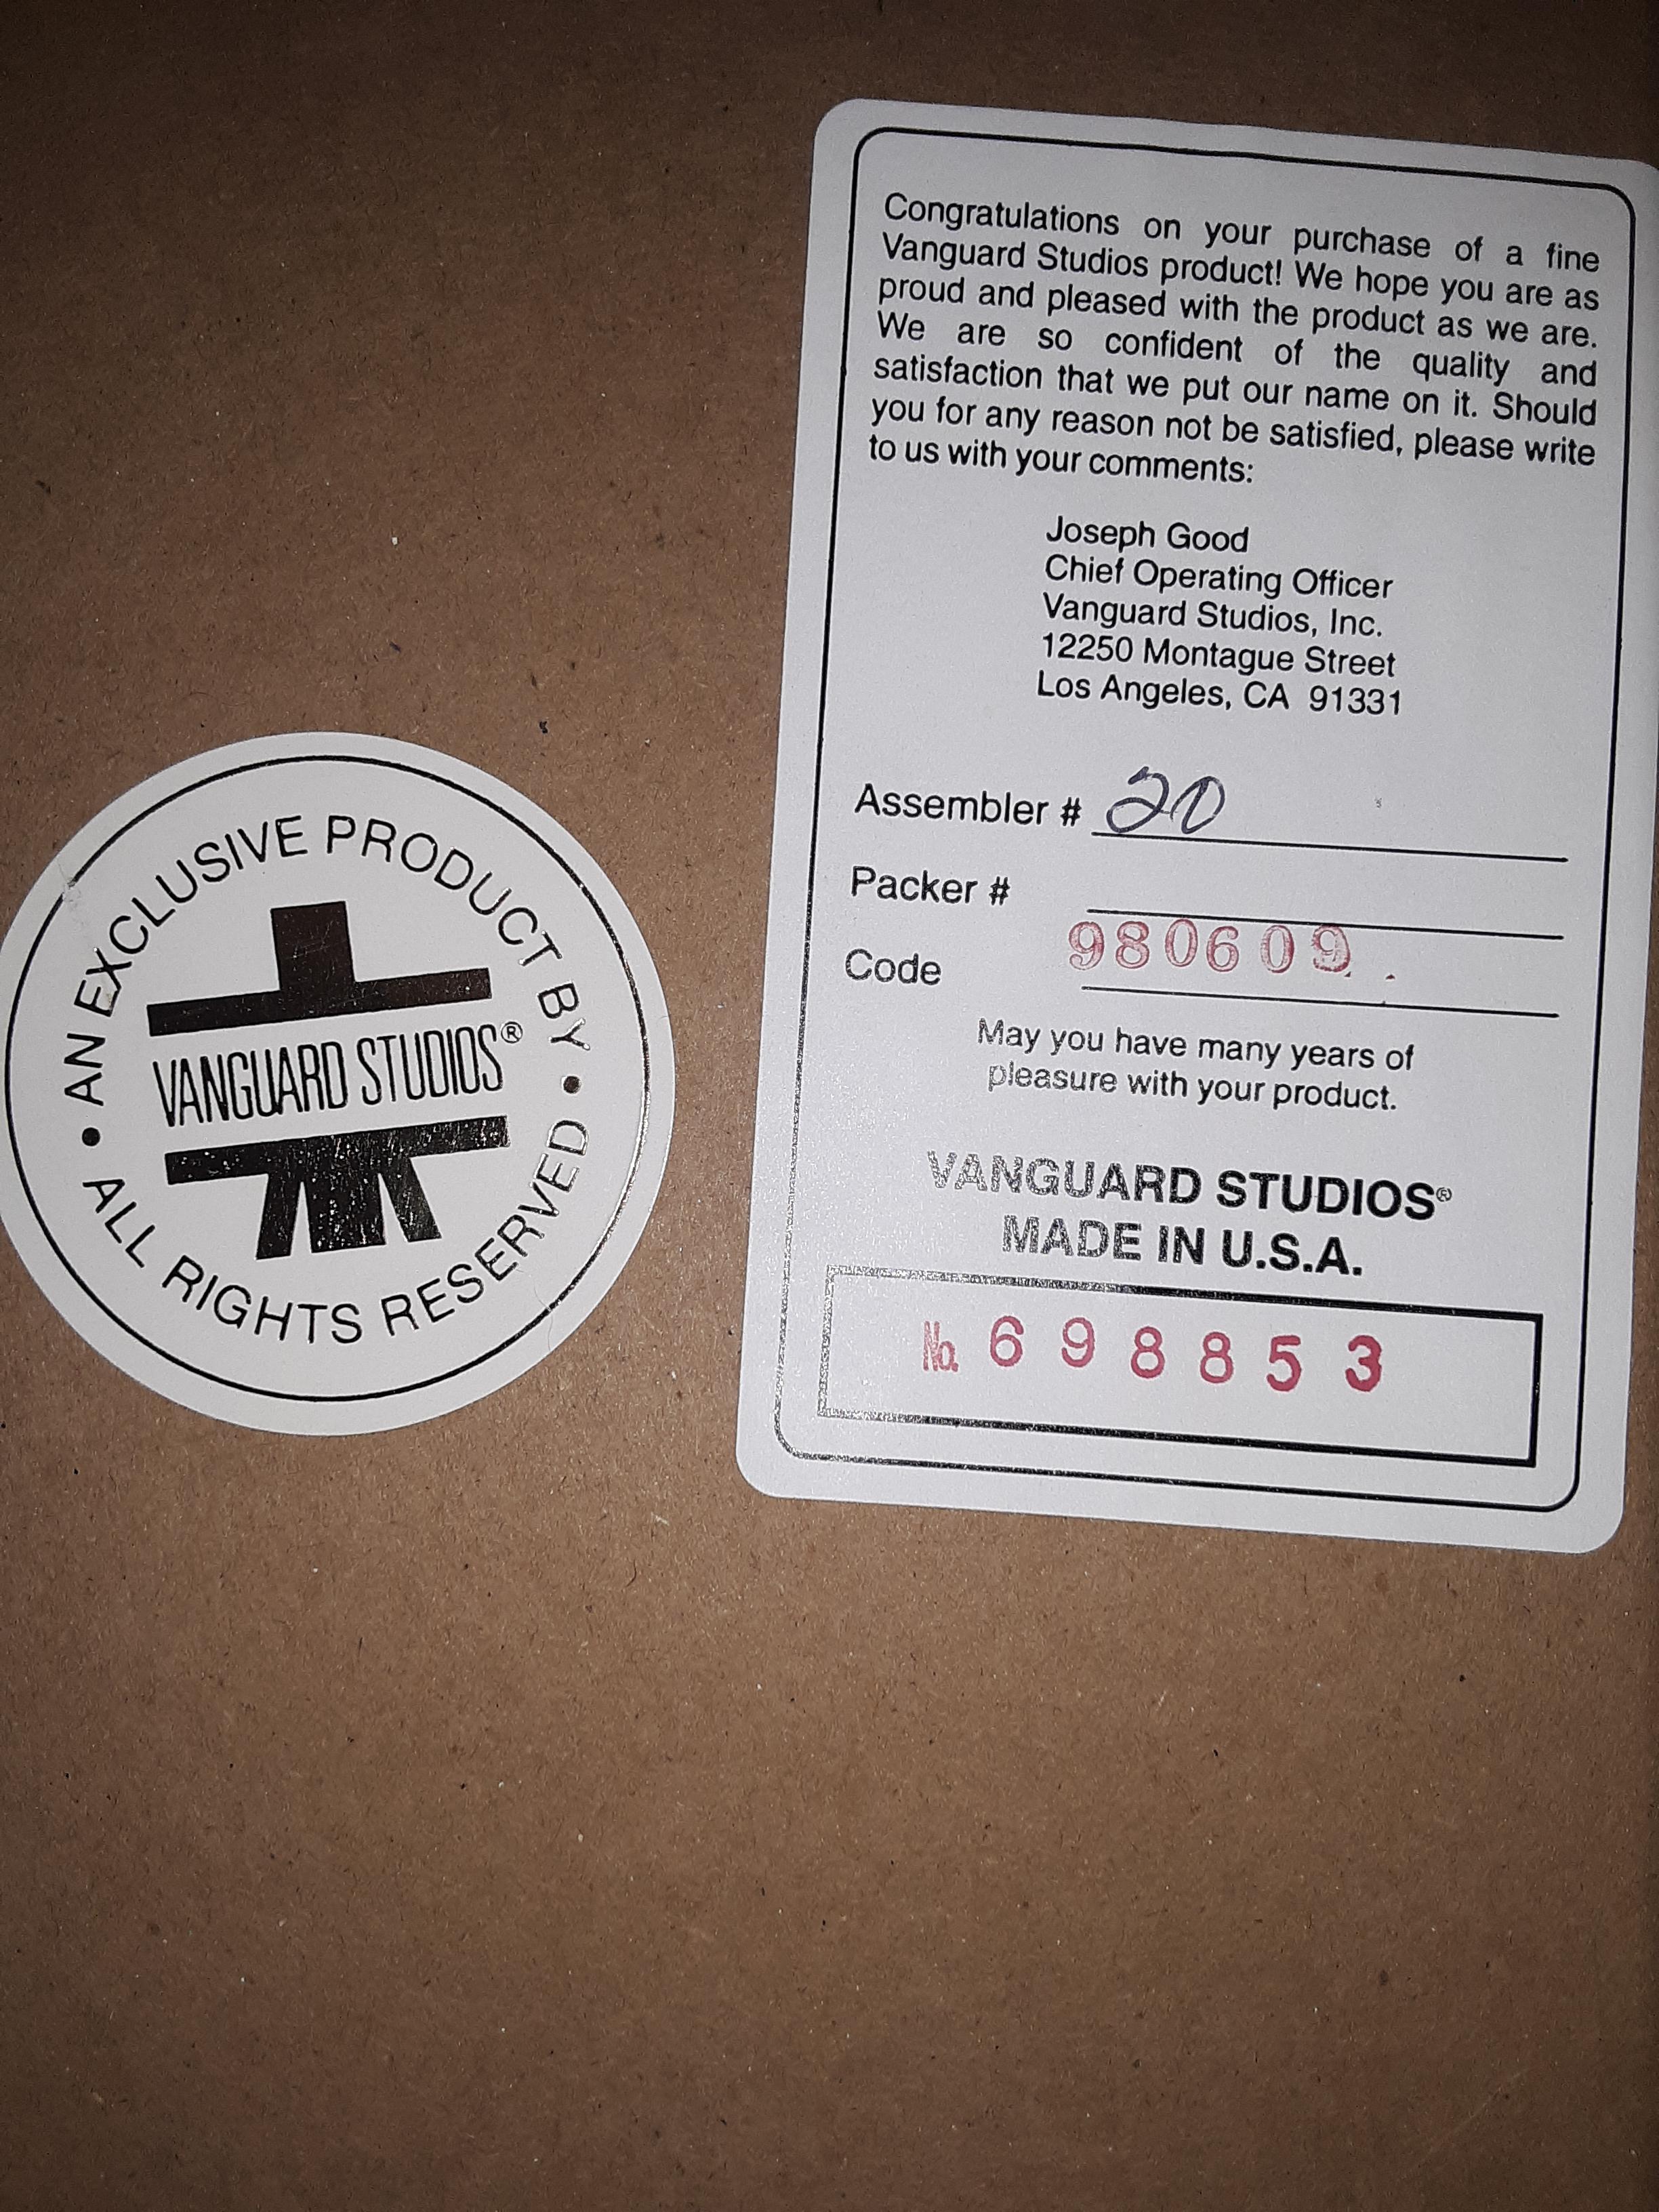 Congratulations on your purchase of a fine
Vanguard Studios product! We hope you are as
proud and pleased with the product as we are.
We are so confident of the quality and
satisfaction that we put our name on it. Should
you for any reason not be satisfied, please write
to us with your comments:
Joseph Good
Chief Operating Officer
Vanguard Studios, Inc.
12250 Montague Street
Los Angeles, CA 91331
Assembler # 20
Packer #
Code 980609
May you have many years of
pleasure with your product.
VANGUARD STUDIOS®
MADE IN U.S.A.
No. 698853
• AN EXCLUSIVE PRODUCT BY •
VANGUARD STUDIOS®
ALL RIGHTS RESERVED